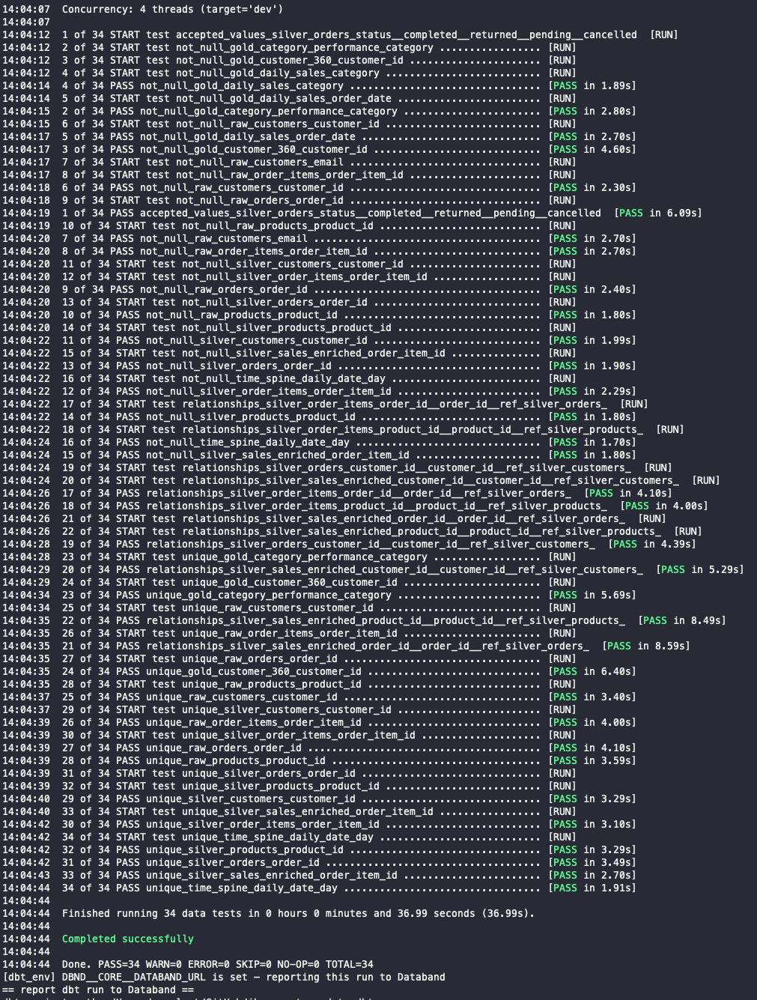 14:04:07  Concurrency: 4 threads (target='dev')
14:04:07
14:04:12  1 of 34 START test accepted_values_silver_orders_status__completed__returned__pending__cancelled  [RUN]
14:04:12  2 of 34 START test not_null_gold_category_performance_category ................. [RUN]
14:04:12  3 of 34 START test not_null_gold_customer_360_customer_id ...................... [RUN]
14:04:12  4 of 34 START test not_null_gold_daily_sales_category .......................... [RUN]
14:04:14  4 of 34 PASS not_null_gold_daily_sales_category ................................ [PASS in 1.89s]
14:04:14  5 of 34 START test not_null_gold_daily_sales_order_date ........................ [RUN]
14:04:15  2 of 34 PASS not_null_gold_category_performance_category ....................... [PASS in 2.80s]
14:04:15  6 of 34 START test not_null_raw_customers_customer_id .......................... [RUN]
14:04:17  5 of 34 PASS not_null_gold_daily_sales_order_date .............................. [PASS in 2.70s]
14:04:17  3 of 34 PASS not_null_gold_customer_360_customer_id ............................ [PASS in 4.60s]
14:04:17  7 of 34 START test not_null_raw_customers_email ................................ [RUN]
14:04:17  8 of 34 START test not_null_raw_order_items_order_item_id ...................... [RUN]
14:04:18  6 of 34 PASS not_null_raw_customers_customer_id ................................ [PASS in 2.30s]
14:04:18  9 of 34 START test not_null_raw_orders_order_id ................................ [RUN]
14:04:19  1 of 34 PASS accepted_values_silver_orders_status__completed__returned__pending__cancelled  [PASS in 6.09s]
14:04:19  10 of 34 START test not_null_raw_products_product_id ........................... [RUN]
14:04:20  7 of 34 PASS not_null_raw_customers_email ...................................... [PASS in 2.70s]
14:04:20  8 of 34 PASS not_null_raw_order_items_order_item_id ............................ [PASS in 2.70s]
14:04:20  11 of 34 START test not_null_silver_customers_customer_id ...................... [RUN]
14:04:20  12 of 34 START test not_null_silver_order_items_order_item_id .................. [RUN]
14:04:20  9 of 34 PASS not_null_raw_orders_order_id ...................................... [PASS in 2.40s]
14:04:20  13 of 34 START test not_null_silver_orders_order_id ............................ [RUN]
14:04:20  10 of 34 PASS not_null_raw_products_product_id ................................. [PASS in 1.80s]
14:04:20  14 of 34 START test not_null_silver_products_product_id ........................ [RUN]
14:04:22  11 of 34 PASS not_null_silver_customers_customer_id ............................ [PASS in 1.99s]
14:04:22  15 of 34 START test not_null_silver_sales_enriched_order_item_id ............... [RUN]
14:04:22  13 of 34 PASS not_null_silver_orders_order_id .................................. [PASS in 1.90s]
14:04:22  16 of 34 START test not_null_time_spine_daily_date_day ......................... [RUN]
14:04:22  12 of 34 PASS not_null_silver_order_items_order_item_id ........................ [PASS in 2.29s]
14:04:22  17 of 34 START test relationships_silver_order_items_order_id__order_id__ref_silver_orders_  [RUN]
14:04:22  14 of 34 PASS not_null_silver_products_product_id .............................. [PASS in 1.80s]
14:04:22  18 of 34 START test relationships_silver_order_items_product_id__product_id__ref_silver_products_  [RUN]
14:04:24  16 of 34 PASS not_null_time_spine_daily_date_day ............................... [PASS in 1.70s]
14:04:24  15 of 34 PASS not_null_silver_sales_enriched_order_item_id ..................... [PASS in 1.80s]
14:04:24  19 of 34 START test relationships_silver_orders_customer_id__customer_id__ref_silver_customers_  [RUN]
14:04:24  20 of 34 START test relationships_silver_sales_enriched_customer_id__customer_id__ref_silver_customers_  [RUN]
14:04:26  17 of 34 PASS relationships_silver_order_items_order_id__order_id__ref_silver_orders_  [PASS in 4.10s]
14:04:26  18 of 34 PASS relationships_silver_order_items_product_id__product_id__ref_silver_products_  [PASS in 4.00s]
14:04:26  21 of 34 START test relationships_silver_sales_enriched_order_id__order_id__ref_silver_orders_  [RUN]
14:04:26  22 of 34 START test relationships_silver_sales_enriched_product_id__product_id__ref_silver_products_  [RUN]
14:04:28  19 of 34 PASS relationships_silver_orders_customer_id__customer_id__ref_silver_customers_  [PASS in 4.39s]
14:04:28  23 of 34 START test unique_gold_category_performance_category .................. [RUN]
14:04:29  20 of 34 PASS relationships_silver_sales_enriched_customer_id__customer_id__ref_silver_customers_  [PASS in 5.29s]
14:04:29  24 of 34 START test unique_gold_customer_360_customer_id ....................... [RUN]
14:04:34  23 of 34 PASS unique_gold_category_performance_category ........................ [PASS in 5.69s]
14:04:34  25 of 34 START test unique_raw_customers_customer_id ........................... [RUN]
14:04:35  22 of 34 PASS relationships_silver_sales_enriched_product_id__product_id__ref_silver_products_  [PASS in 8.49s]
14:04:35  26 of 34 START test unique_raw_order_items_order_item_id ....................... [RUN]
14:04:35  21 of 34 PASS relationships_silver_sales_enriched_order_id__order_id__ref_silver_orders_  [PASS in 8.59s]
14:04:35  27 of 34 START test unique_raw_orders_order_id ................................. [RUN]
14:04:35  24 of 34 PASS unique_gold_customer_360_customer_id ............................. [PASS in 6.40s]
14:04:35  28 of 34 START test unique_raw_products_product_id ............................. [RUN]
14:04:37  25 of 34 PASS unique_raw_customers_customer_id ................................. [PASS in 3.40s]
14:04:37  29 of 34 START test unique_silver_customers_customer_id ........................ [RUN]
14:04:39  26 of 34 PASS unique_raw_order_items_order_item_id ............................. [PASS in 4.00s]
14:04:39  30 of 34 START test unique_silver_order_items_order_item_id .................... [RUN]
14:04:39  27 of 34 PASS unique_raw_orders_order_id ....................................... [PASS in 4.10s]
14:04:39  28 of 34 PASS unique_raw_products_product_id ................................... [PASS in 3.59s]
14:04:39  31 of 34 START test unique_silver_orders_order_id .............................. [RUN]
14:04:39  32 of 34 START test unique_silver_products_product_id .......................... [RUN]
14:04:40  29 of 34 PASS unique_silver_customers_customer_id .............................. [PASS in 3.29s]
14:04:40  33 of 34 START test unique_silver_sales_enriched_order_item_id ................. [RUN]
14:04:42  30 of 34 PASS unique_silver_order_items_order_item_id .......................... [PASS in 3.10s]
14:04:42  34 of 34 START test unique_time_spine_daily_date_day ........................... [RUN]
14:04:42  32 of 34 PASS unique_silver_products_product_id ................................ [PASS in 3.29s]
14:04:42  31 of 34 PASS unique_silver_orders_order_id .................................... [PASS in 3.49s]
14:04:43  33 of 34 PASS unique_silver_sales_enriched_order_item_id ....................... [PASS in 2.70s]
14:04:44  34 of 34 PASS unique_time_spine_daily_date_day ................................. [PASS in 1.91s]
14:04:44
14:04:44  Finished running 34 data tests in 0 hours 0 minutes and 36.99 seconds (36.99s).
14:04:44
14:04:44  Completed successfully
14:04:44
14:04:44  Done. PASS=34 WARN=0 ERROR=0 SKIP=0 NO-OP=0 TOTAL=34
[dbt_env] DBND__CORE__DATABAND_URL is set — reporting this run to Databand
== report dbt run to Databand ==